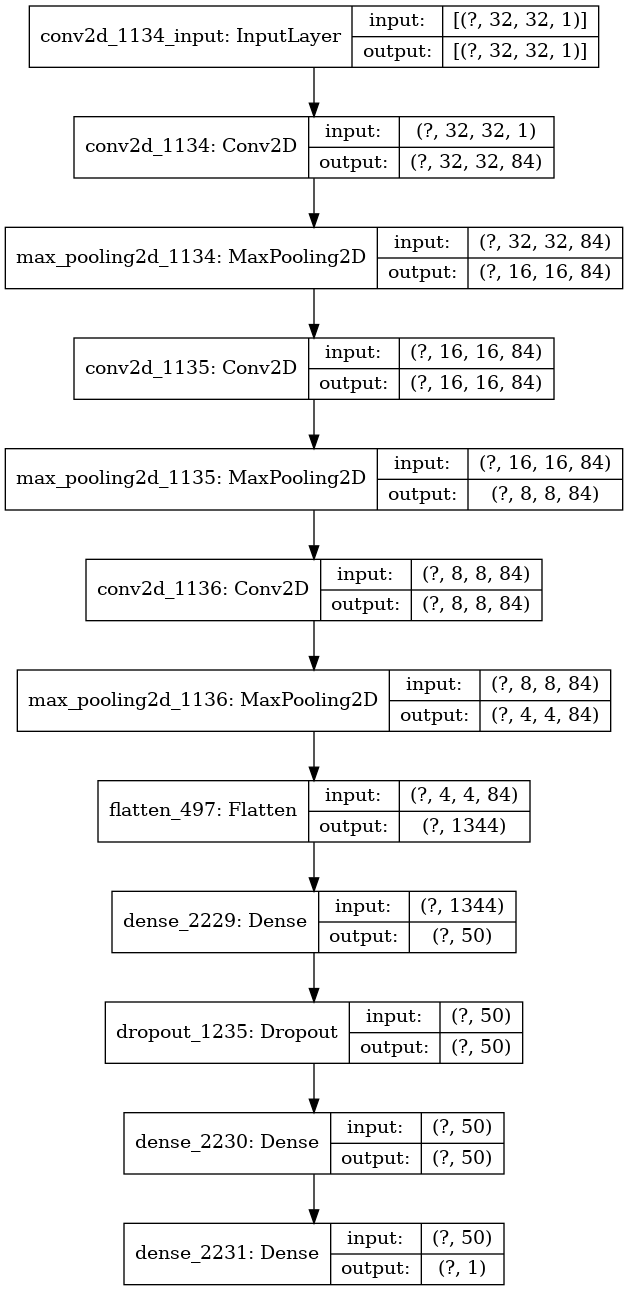 conv2d_1134_input: InputLayer
input: [(?, 32, 32, 1)]
output: [(?, 32, 32, 1)]
conv2d_1134: Conv2D
input: (?, 32, 32, 1)
output: (?, 32, 32, 84)
max_pooling2d_1134: MaxPooling2D
input: (?, 32, 32, 84)
output: (?, 16, 16, 84)
conv2d_1135: Conv2D
input: (?, 16, 16, 84)
output: (?, 16, 16, 84)
max_pooling2d_1135: MaxPooling2D
input: (?, 16, 16, 84)
output: (?, 8, 8, 84)
conv2d_1136: Conv2D
input: (?, 8, 8, 84)
output: (?, 8, 8, 84)
max_pooling2d_1136: MaxPooling2D
input: (?, 8, 8, 84)
output: (?, 4, 4, 84)
flatten_497: Flatten
input: (?, 4, 4, 84)
output: (?, 1344)
dense_2229: Dense
input: (?, 1344)
output: (?, 50)
dropout_1235: Dropout
input: (?, 50)
output: (?, 50)
dense_2230: Dense
input: (?, 50)
output: (?, 50)
dense_2231: Dense
input: (?, 50)
output: (?, 1)